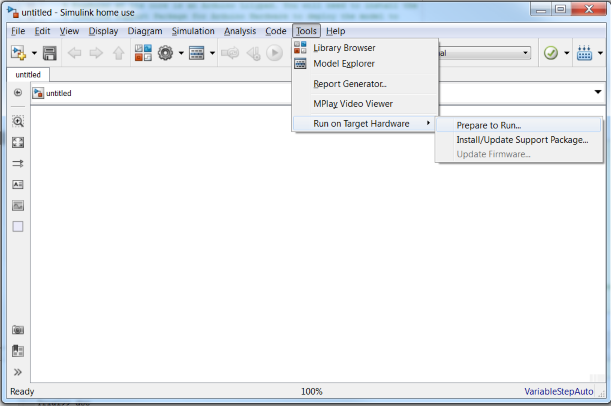 untitled - Simulink home use
File Edit View Display Diagram Simulation Analysis Code Tools Help
Library Browser
Model Explorer
Report Generator...
MPlay Video Viewer
Run on Target Hardware
Prepare to Run...
Install/Update Support Package...
Update Firmware...
al
untitled
untitled
Ready 100% VariableStepAuto